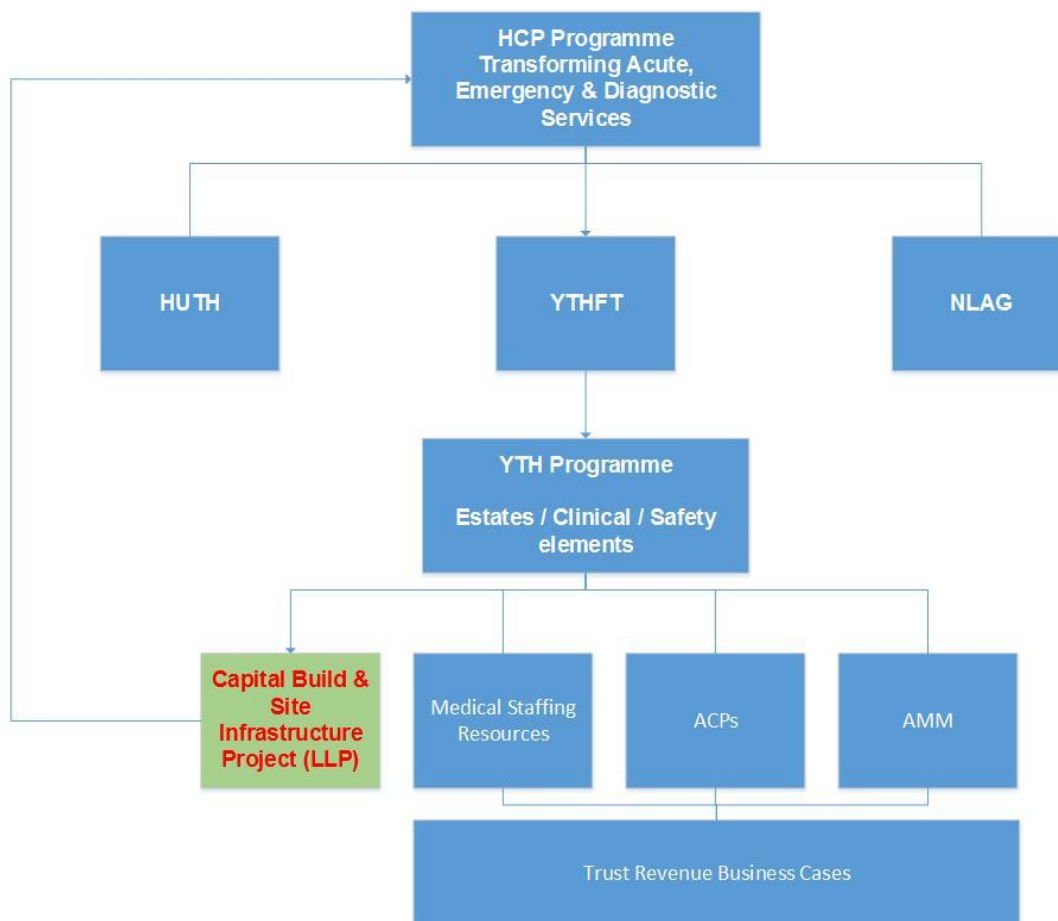 HCP Programme
Transforming Acute,
Emergency & Diagnostic
Services
HUTH
YTHFT
NLAG
YTH Programme
Estates / Clinical / Safety
elements
Capital Build &
Site
Infrastructure
Project (LLP)
Medical Staffing
Resources
ACPs
AMM
Trust Revenue Business Cases